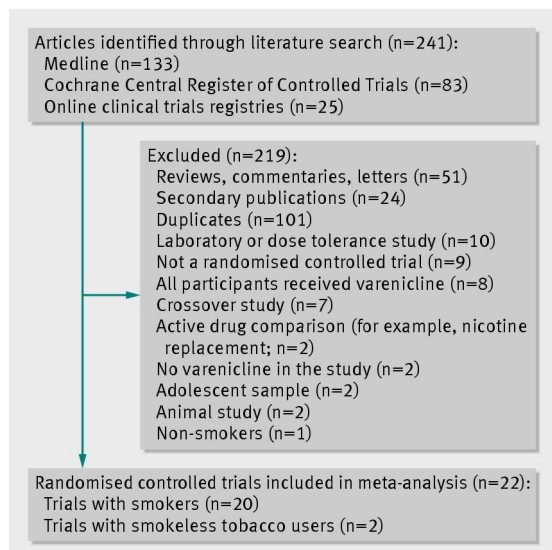 Articles identified through literature search (n=241):
Medline (n=133)
Cochrane Central Register of Controlled Trials (n=83)
Online clinical trials registries (n=25)
Excluded (n=219):
Reviews, commentaries, letters (n=51)
Secondary publications (n=24)
Duplicates (n=101)
Laboratory or dose tolerance study (n=10)
Not a randomised controlled trial (n=9)
All participants received varenicline (n=8)
Crossover study (n=7)
Active drug comparison (for example, nicotine
replacement; n=2)
No varenicline in the study (n=2)
Adolescent sample (n=2)
Animal study (n=2)
Non-smokers (n=1)
Randomised controlled trials included in meta-analysis (n=22):
Trials with smokers (n=20)
Trials with smokeless tobacco users (n=2)